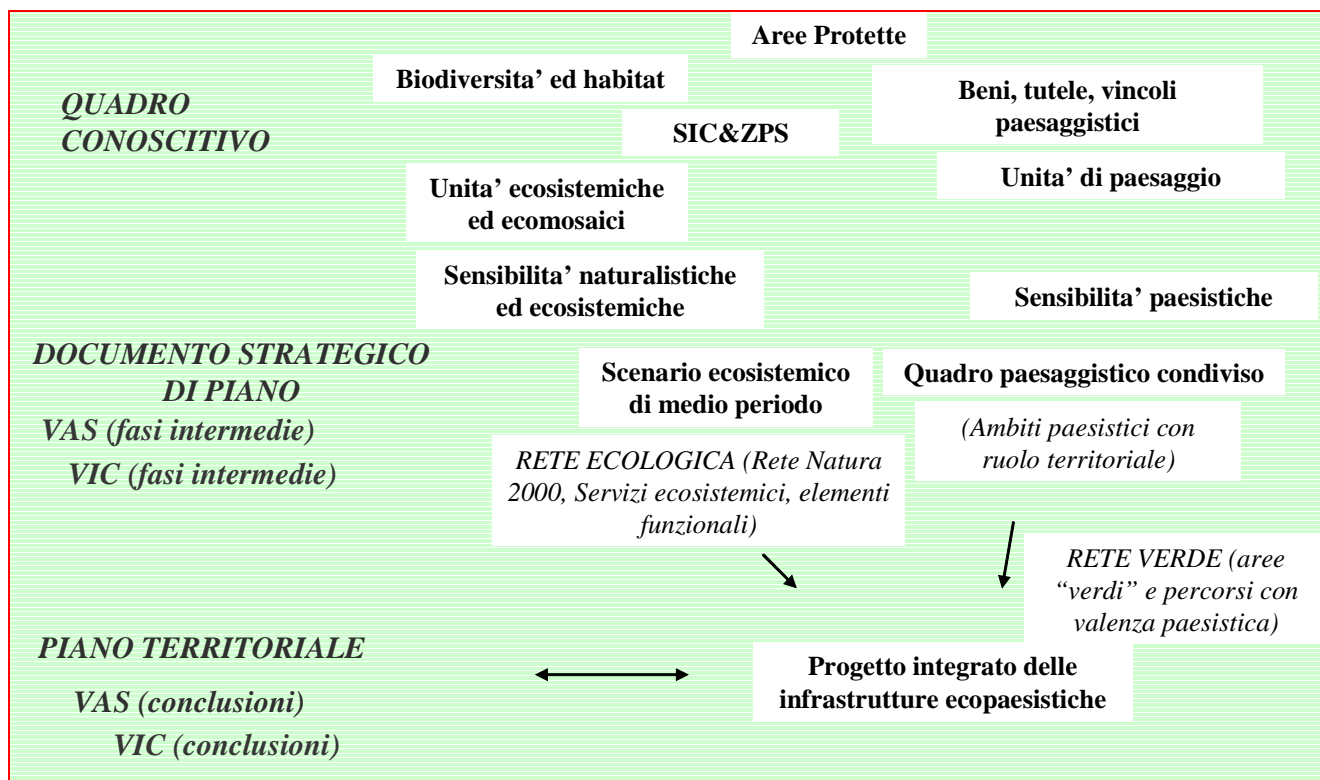 Aree Protette
Biodiversita’ ed habitat
Beni, tutele, vincoli
paesaggistici
QUADRO
CONOSCITIVO
SIC&ZPS
Unita’ di paesaggio
Unita’ ecosistemiche
ed ecomosaici
Sensibilita’ naturalistiche
ed ecosistemiche
Sensibilita’ paesistiche
DOCUMENTO STRATEGICO
DI PIANO
VAS (fasi intermedie)
VIC (fasi intermedie)
Scenario ecosistemico
di medio periodo
Quadro paesaggistico condiviso
(Ambiti paesistici con
ruolo territoriale)
RETE ECOLOGICA (Rete Natura
2000, Servizi ecosistemici, elementi
funzionali)
RETE VERDE (aree
“verdi” e percorsi con
valenza paesistica)
PIANO TERRITORIALE
VAS (conclusioni)
VIC (conclusioni)
Progetto integrato delle
infrastrutture ecopaesistiche